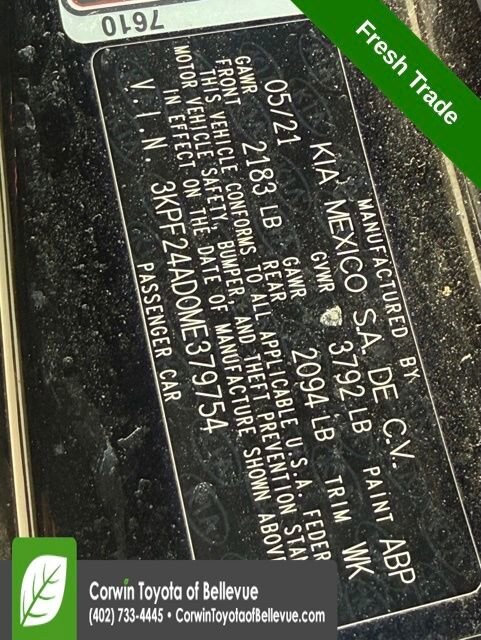 7610
Fresh Trade
MANUFACTURED BY
KIA MEXICO S.A. DE C.V.
05/21 GVWR 3792 LB PAINT ABP
GAWR FRONT 2183 LB GAWR REAR 2094 LB TRIM WK
THIS VEHICLE CONFORMS TO ALL APPLICABLE U.S.A. FEDER
MOTOR VEHICLE SAFETY, BUMPER, AND THEFT PREVENTION STA
IN EFFECT ON THE DATE OF MANUFACTURE SHOWN ABOV
V.I.N. 3KPF24AD0ME379754
PASSENGER CAR
Corwin Toyota of Bellevue
(402) 733-4445 • CorwinToyotaofBellevue.com